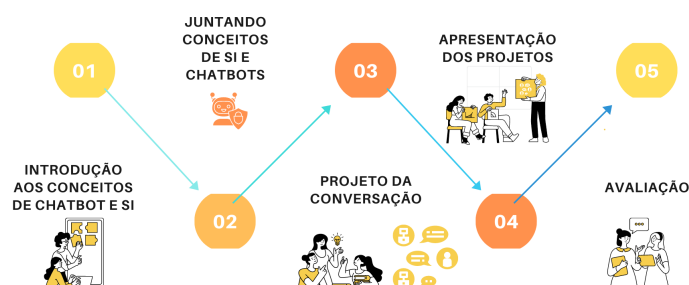 01
INTRODUÇÃO
AOS CONCEITOS
DE CHATBOT E SI
JUNTANDO
CONCEITOS
DE SI E
CHATBOTS
02
03
PROJETO DA
CONVERSAÇÃO
APRESENTAÇÃO
DOS PROJETOS
04
05
AVALIAÇÃO